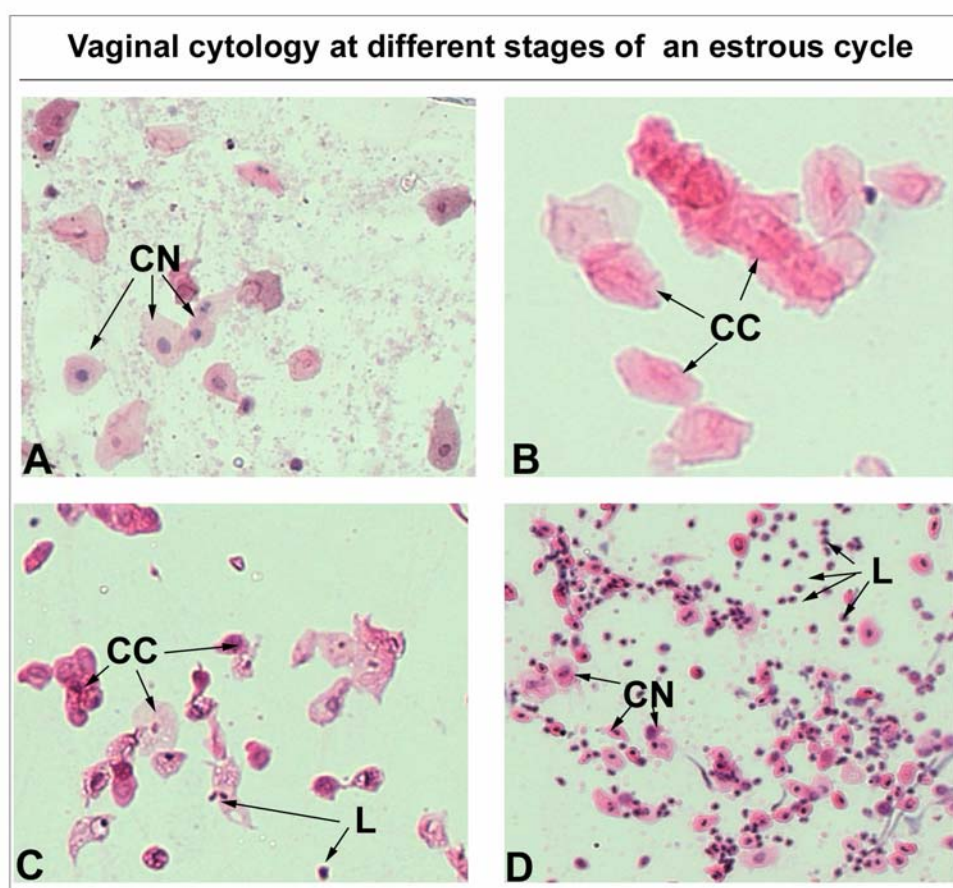 Vaginal cytology at different stages of an estrous cycle
CN
A
CC
B
CC
L
C
L
CN
D